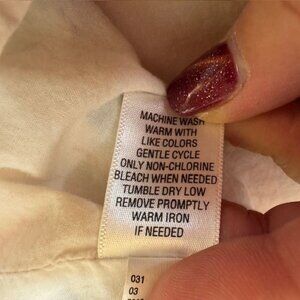 MACHINE WASH
WARM WITH
LIKE COLORS
GENTLE CYCLE
ONLY NON-CHLORINE
BLEACH WHEN NEEDED
TUMBLE DRY LOW
REMOVE PROMPTLY
WARM IRON
IF NEEDED
031
03